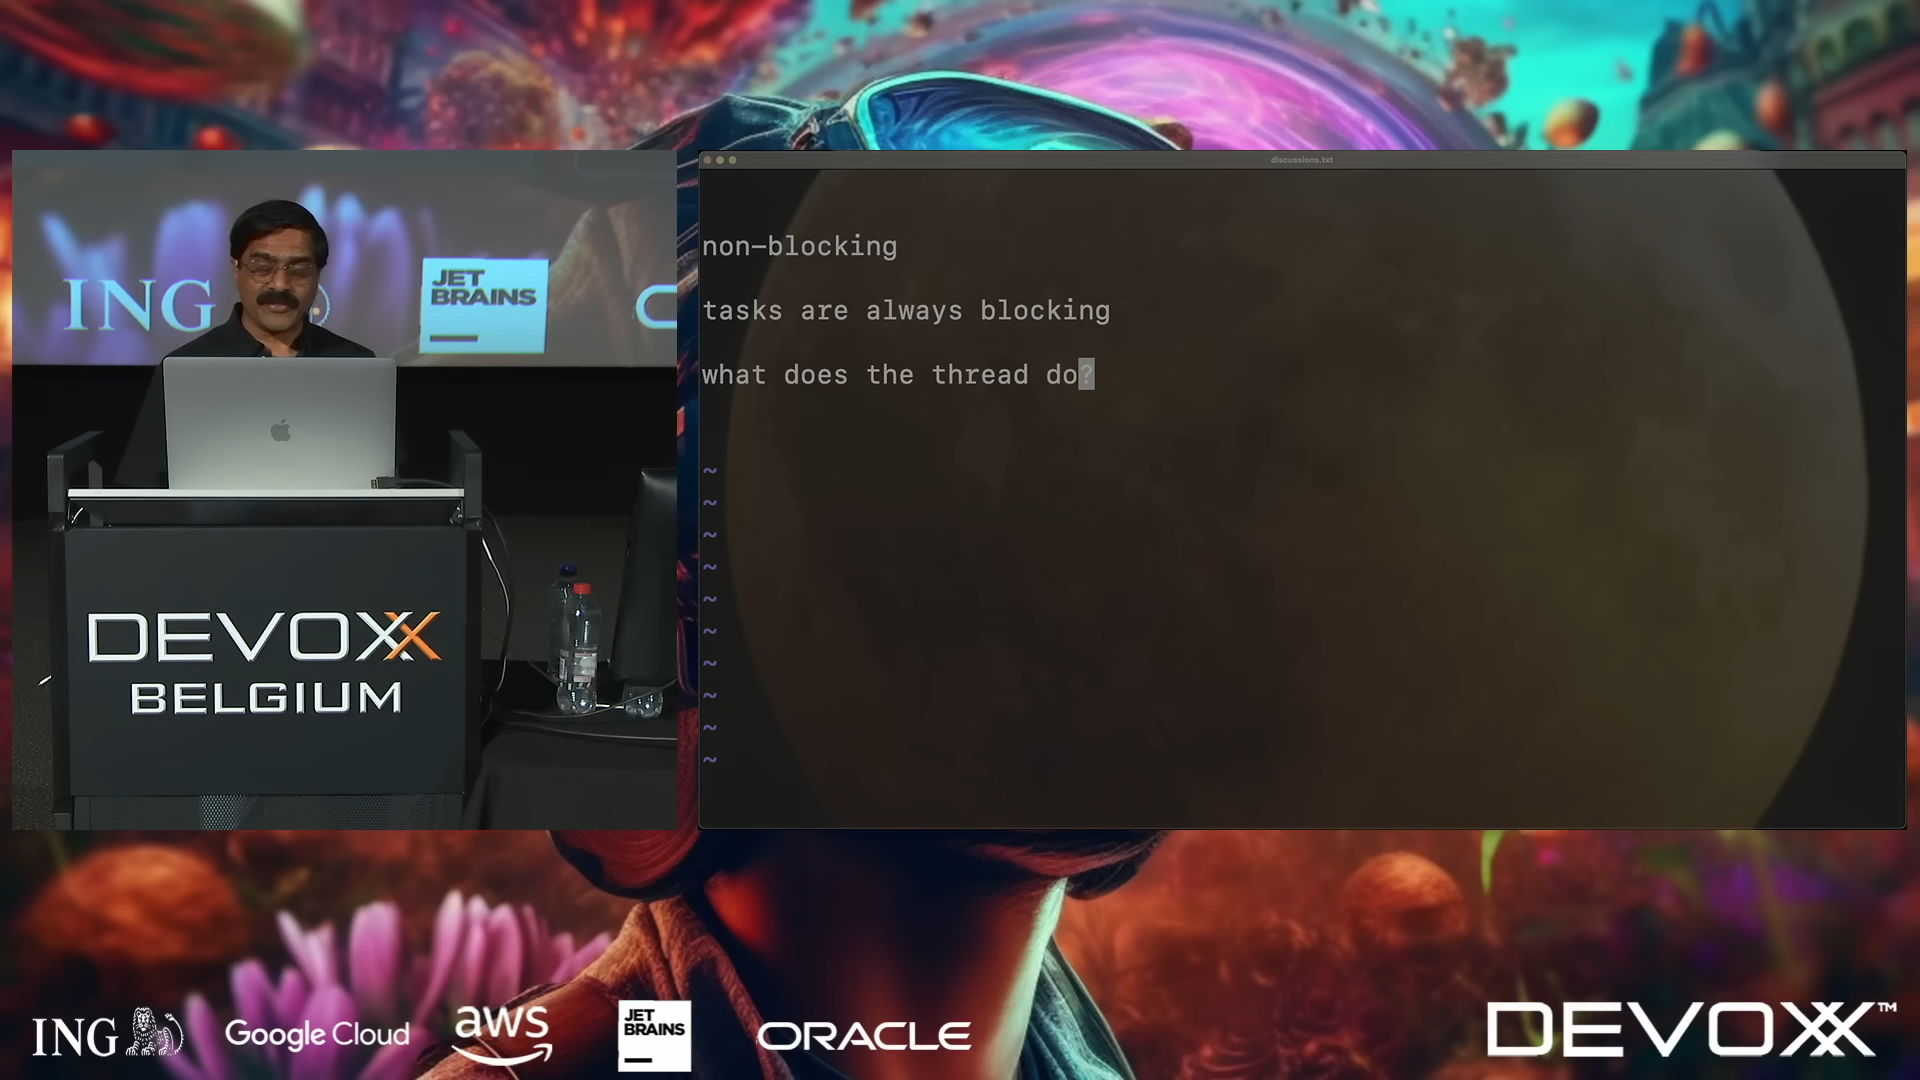 ING
JET
BRAINS
DEVOXX
BELGIUM
discussions.txt
non-blocking
tasks are always blocking
what does the thread do?
~
~
~
~
~
~
~
~
~
~
ING
Google Cloud
aws
JET
BRAINS
ORACLE
DEVOXX™